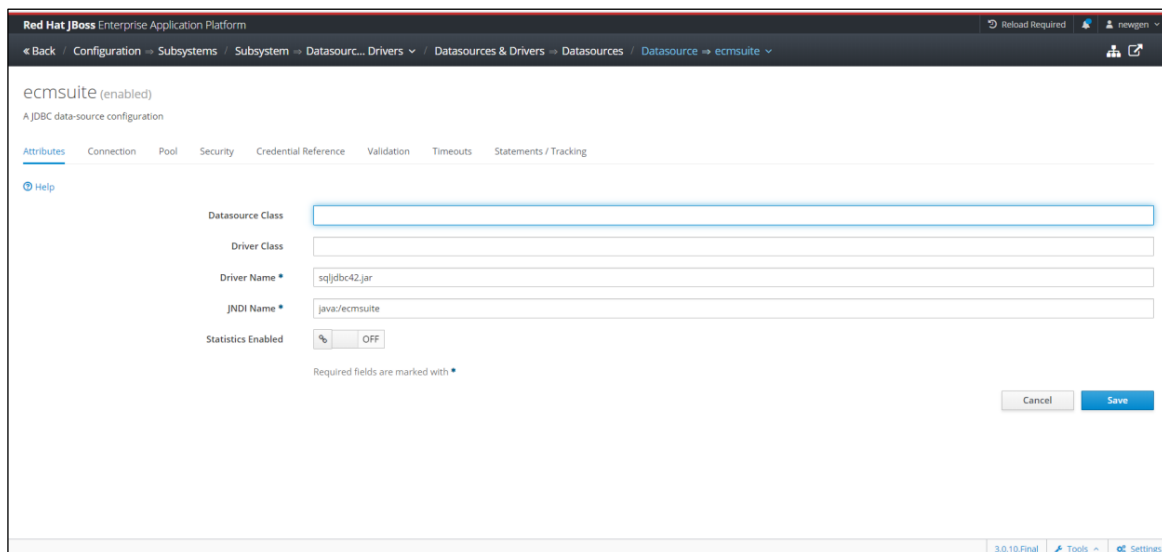 Red Hat JBoss Enterprise Application Platform Reload Required newgen
« Back / Configuration ⇒ Subsystems / Subsystem ⇒ Datasourc... Drivers / Datasources & Drivers ⇒ Datasources / Datasource ⇒ ecmsuite
ecmsuite (enabled)
A JDBC data-source configuration
Attributes Connection Pool Security Credential Reference Validation Timeouts Statements / Tracking
Help
Datasource Class
Driver Class
Driver Name * sqljdbc42.jar
JNDI Name * java:/ecmsuite
Statistics Enabled OFF
Required fields are marked with *
Cancel Save
3.0.10.Final Tools Settings